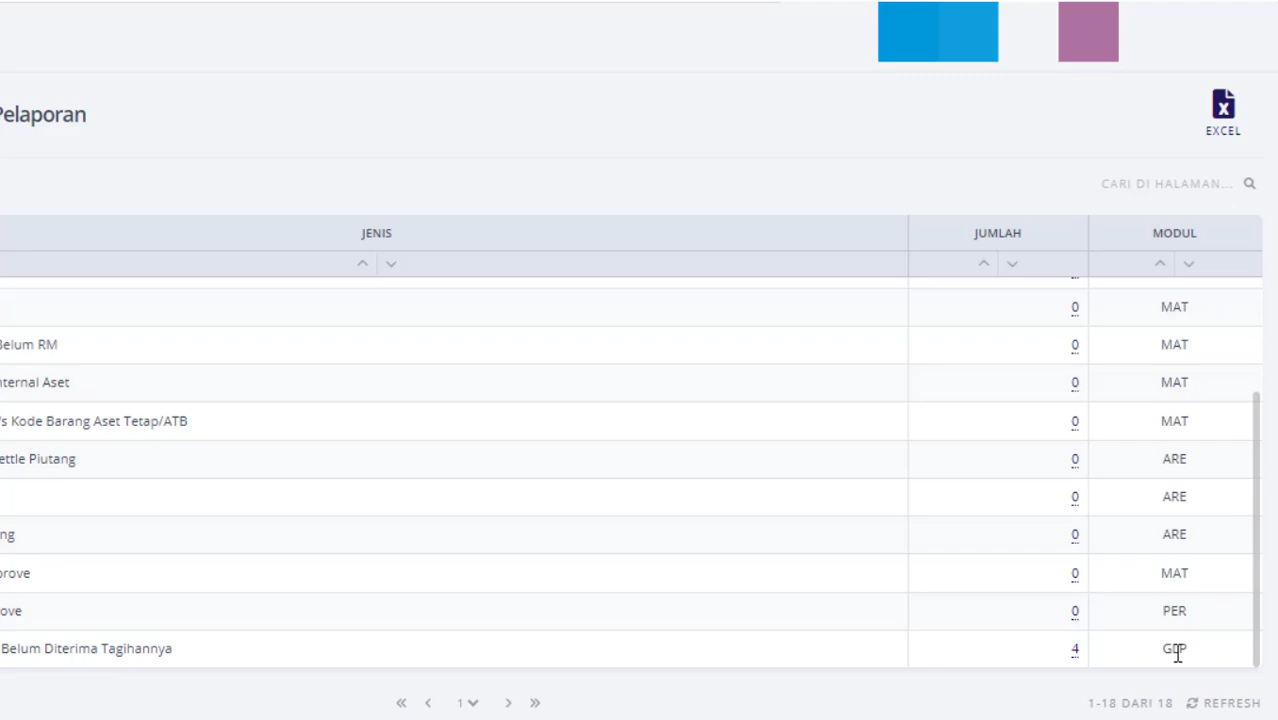 Pelaporan
EXCEL
CARI DI HALAMAN...
JENIS JUMLAH MODUL
0 MAT
Belum RM 0 MAT
nternal Aset 0 MAT
's Kode Barang Aset Tetap/ATB 0 MAT
ettle Piutang 0 ARE
0 ARE
ng 0 ARE
prove 0 MAT
ove 0 PER
Belum Diterima Tagihannya 4 GDP
1
1-18 DARI 18 REFRESH